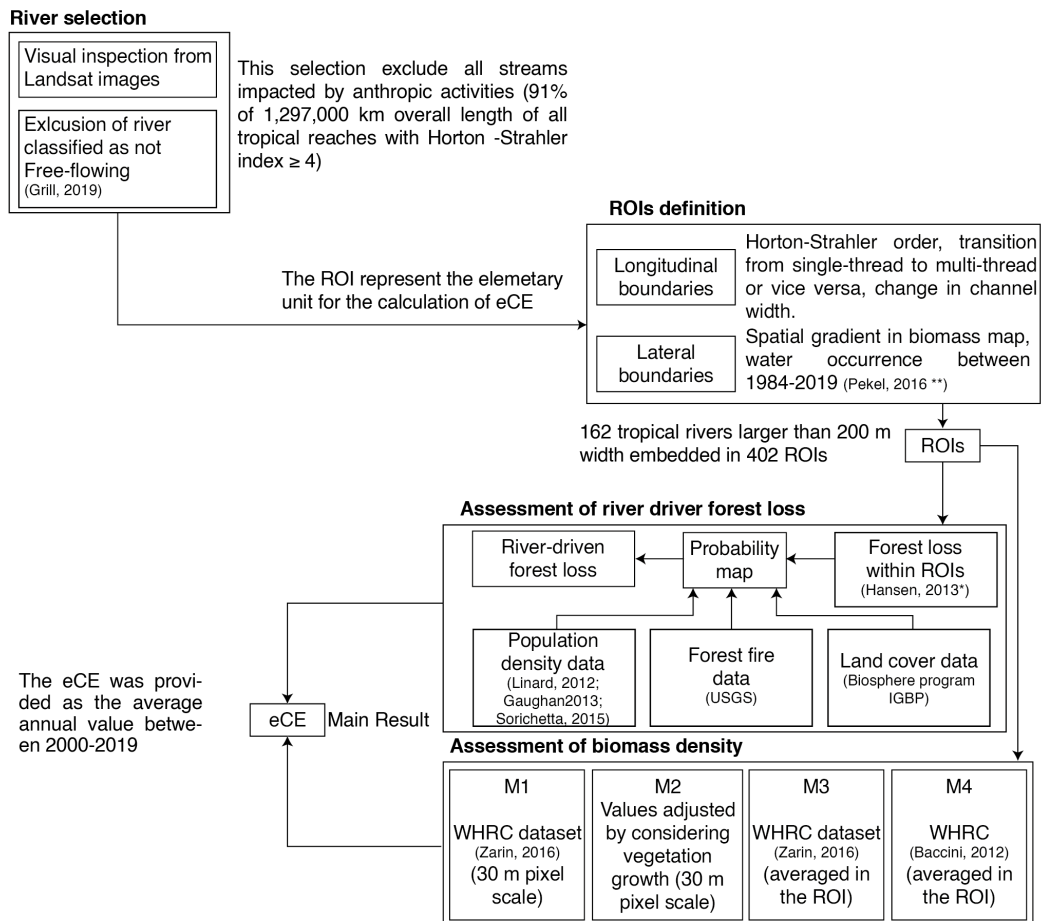 River selection
Visual inspection from
Landsat images
Exlcusion of river
classified as not
Free-flowing
(Grill, 2019)
This selection exclude all streams
impacted by anthropic activities (91%
of 1,297,000 km overall length of all
tropical reaches with Horton -Strahler
index ≥ 4)
ROIs definition
The ROI represent the elemetary
unit for the calculation of eCE
Longitudinal
boundaries
Horton-Strahler order, transition
from single-thread to multi-thread
or vice versa, change in channel
width.
Lateral
boundaries
Spatial gradient in biomass map,
water occurrence between
1984-2019 (Pekel, 2016 **)
162 tropical rivers larger than 200 m
width embedded in 402 ROIs
ROIs
Assessment of river driver forest loss
River-driven
forest loss
Probability
map
Forest loss
within ROIs
(Hansen, 2013*)
Population
density data
(Linard, 2012;
Gaughan2013;
Sorichetta, 2015)
Forest fire
data
(USGS)
Land cover data
(Biosphere program
IGBP)
The eCE was provi-
ded as the average
annual value betwe-
en 2000-2019
eCE
Main Result
Assessment of biomass density
M1
WHRC dataset
(Zarin, 2016)
(30 m pixel
scale)
M2
Values adjusted
by considering
vegetation
growth (30 m
pixel scale)
M3
WHRC dataset
(Zarin, 2016)
(averaged in
the ROI)
M4
WHRC
(Baccini, 2012)
(averaged in
the ROI)